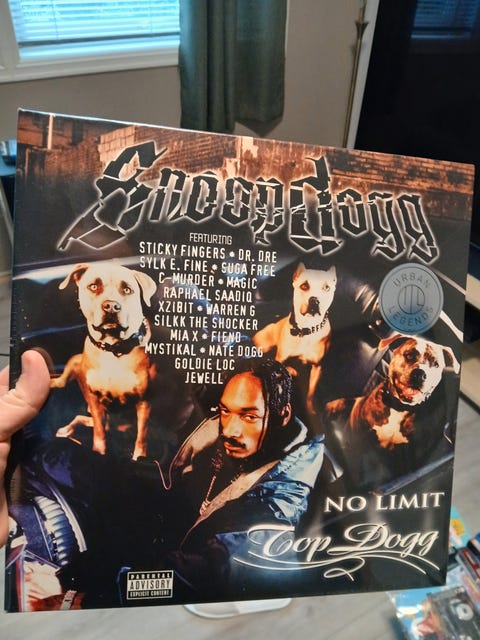 Snoop Dogg
FEATURING
STICKY FINGERS • DR. DRE
SYLK E. FINE • SUGA FREE
C-MURDER • MAGIC
RAPHAEL SAADIQ
XZIBIT • WARREN G
SILKK THE SHOCKER
MIA X • FIEND
MYSTIKAL • NATE DOGG
GOLDIE LOC
JEWELL
URBAN
LEGENDS
NO LIMIT
Top Dogg
PARENTAL
ADVISORY
EXPLICIT CONTENT